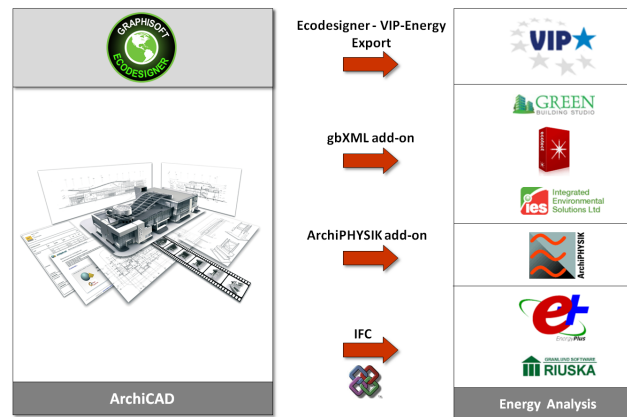 GRAPHISOFT
ECODESIGNER
ArchiCAD
Ecodesigner - VIP-Energy
Export
gbXML add-on
ArchiPHYSIK add-on
IFC
TM
VIP
GREEN
BUILDING STUDIO
ies
Integrated
Environmental
Solutions Ltd
ArchiPHYSIK
e+
EnergyPlus
GRANLUND SOFTWARE
RIUSKA
Energy Analysis